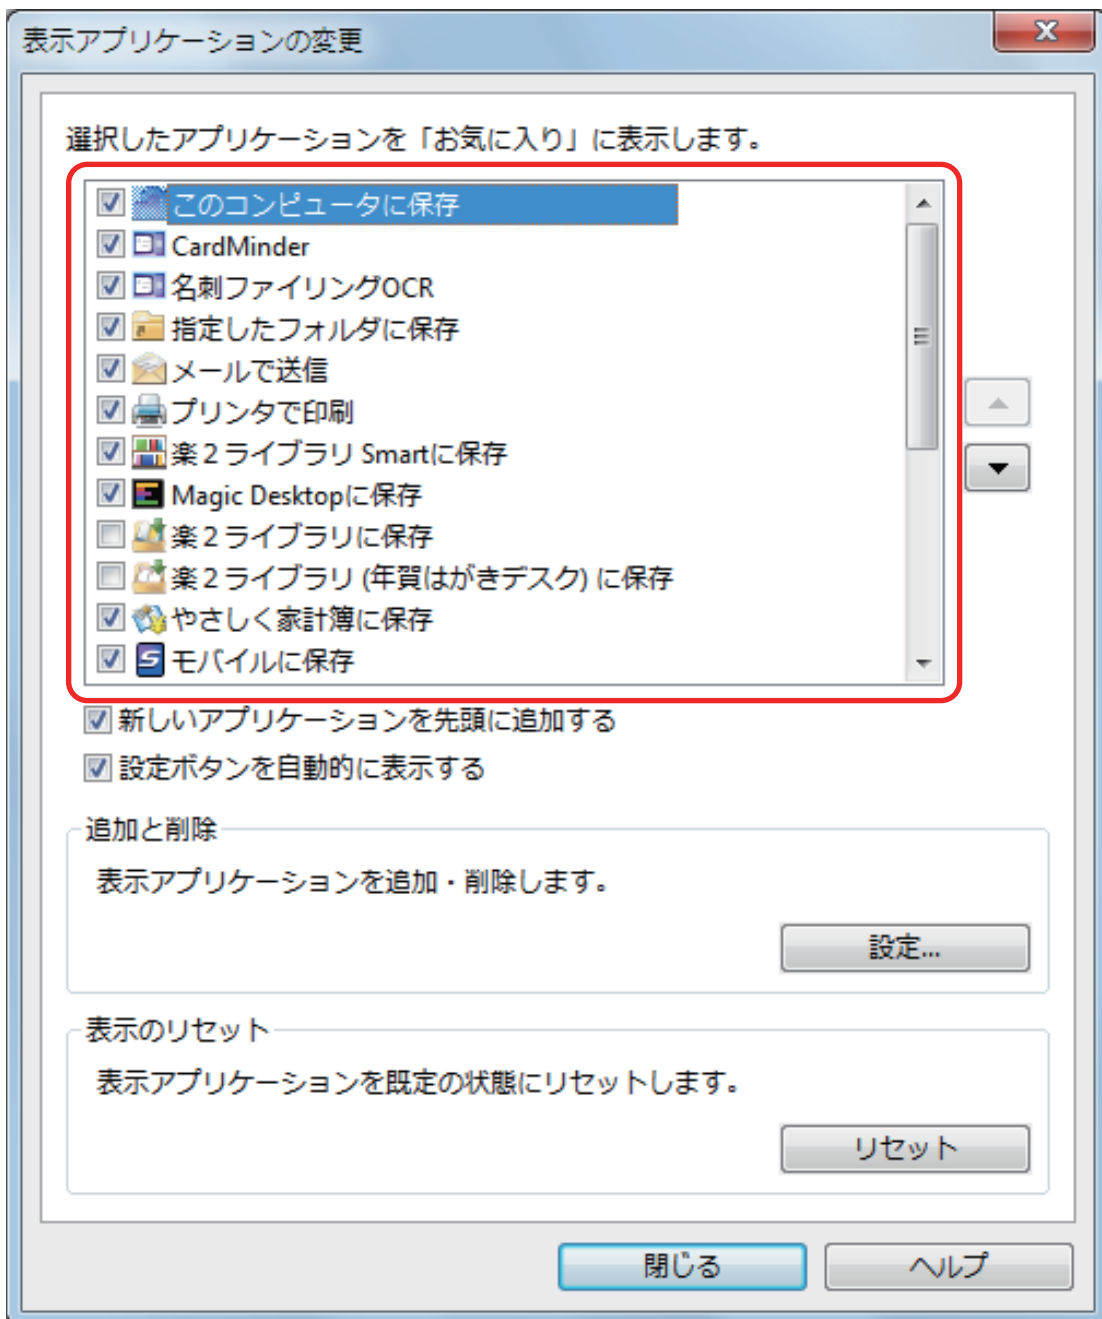 表示アプリケーションの変更
選択したアプリケーションを「お気に入り」に表示します。
このコンピュータに保存
CardMinder
名刺ファイリングOCR
指定したフォルダに保存
メールで送信
プリンタで印刷
楽２ライブラリ Smartに保存
Magic Desktopに保存
楽２ライブラリに保存
楽２ライブラリ (年賀はがきデスク) に保存
やさしく家計簿に保存
モバイルに保存
新しいアプリケーションを先頭に追加する
設定ボタンを自動的に表示する
追加と削除
表示アプリケーションを追加・削除します。
設定...
表示のリセット
表示アプリケーションを既定の状態にリセットします。
リセット
閉じる
ヘルプ